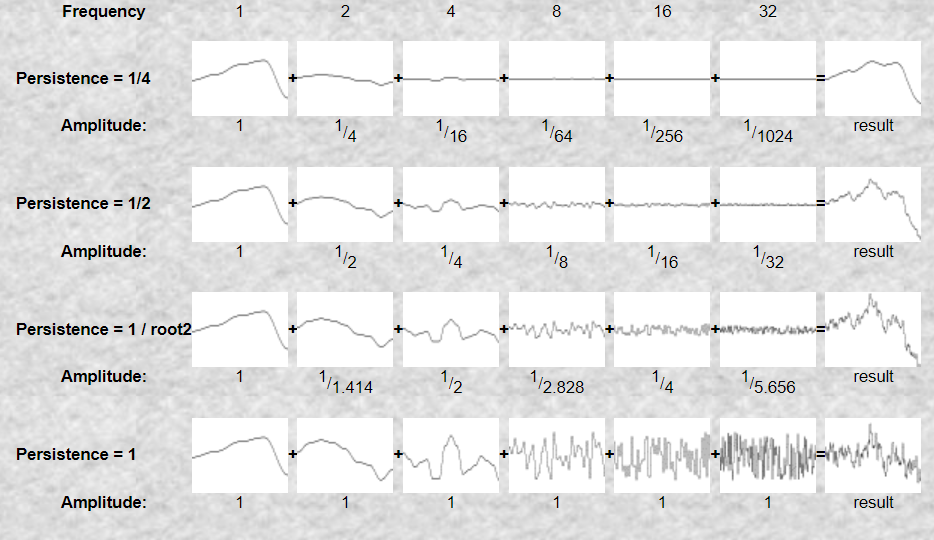 Frequency 1 2 4 8 16 32
Persistence = 1/4 + + + + + =
Amplitude: 1 1/4 1/16 1/64 1/256 1/1024 result
Persistence = 1/2 + + + + + =
Amplitude: 1 1/2 1/4 1/8 1/16 1/32 result
Persistence = 1 / root2 + + + + + =
Amplitude: 1 1/1.414 1/2 1/2.828 1/4 1/5.656 result
Persistence = 1 + + + + + =
Amplitude: 1 1 1 1 1 1 result